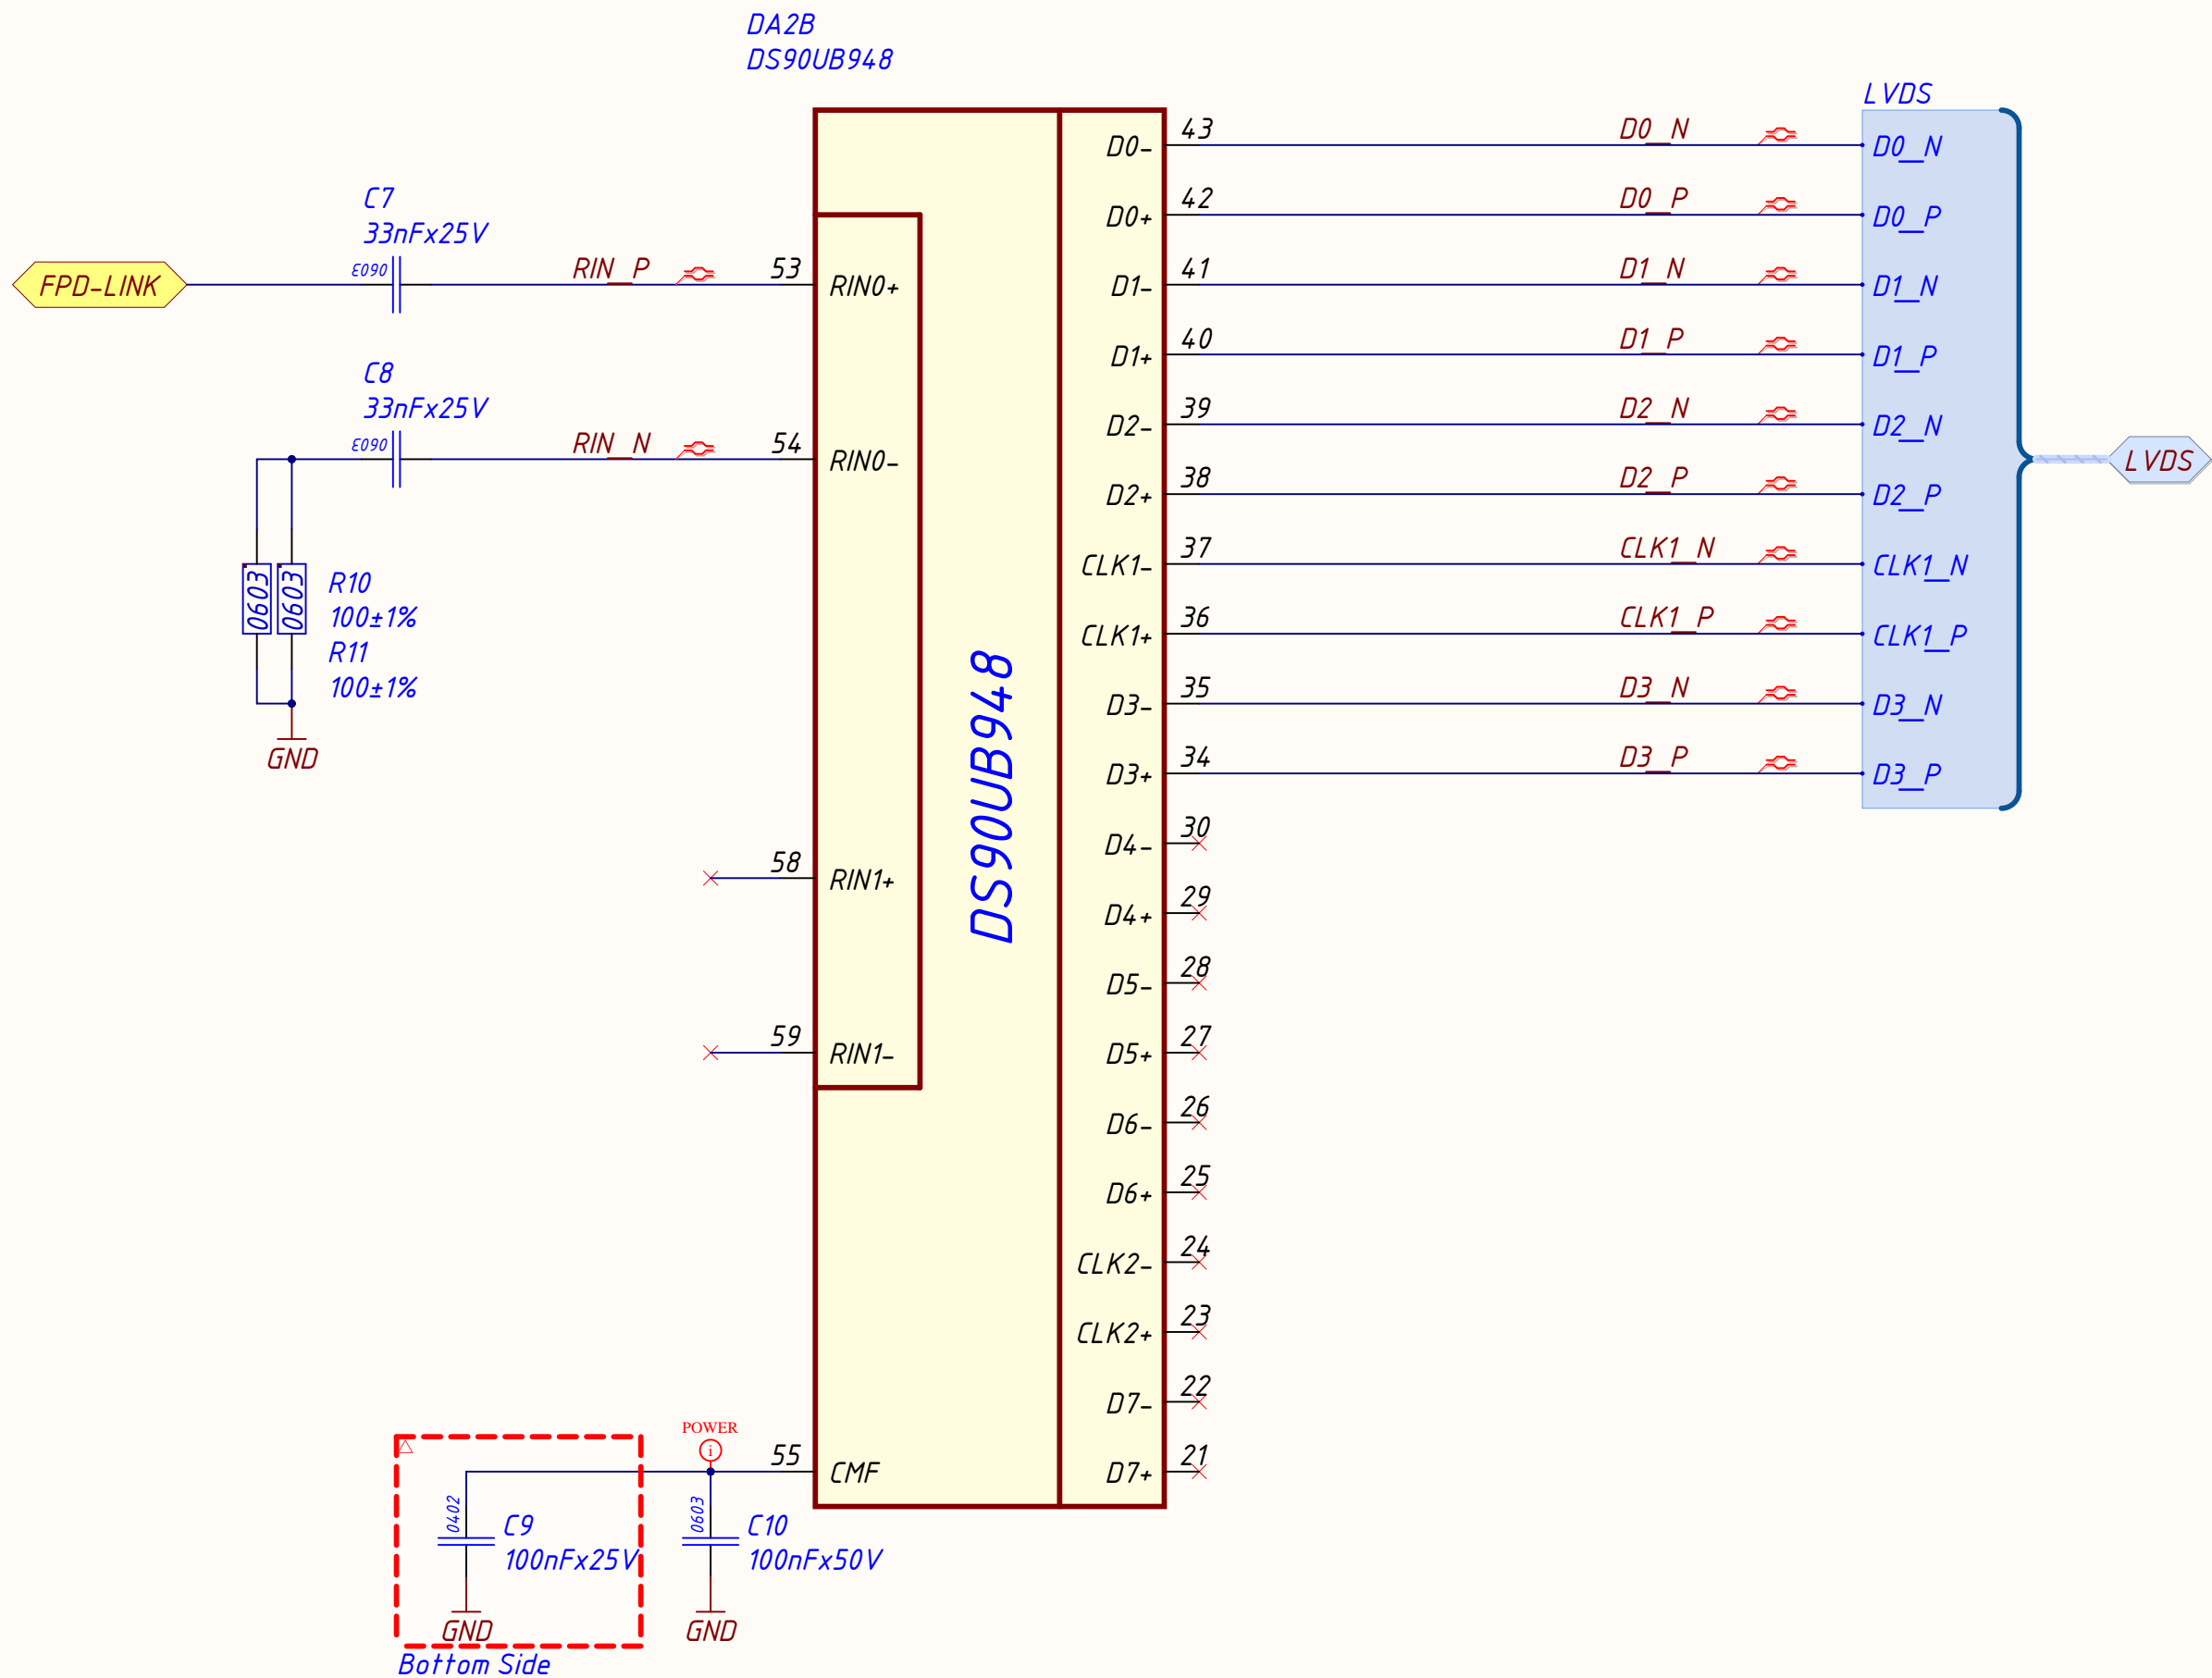 DA2B
DS90UB948
FPD-LINK
C7
33nFx25V
0603
RIN_P
53
RIN0+
C8
33nFx25V
0603
RIN_N
54
RIN0-
0603
0603
R10
100±1%
R11
100±1%
GND
58
RIN1+
59
RIN1-
DS90UB948
POWER
i
55
CMF
0402
C9
100nFx25V
GND
Bottom Side
0603
C10
100nFx50V
GND
LVDS
D0-
43
D0_N
D0_N
D0+
42
D0_P
D0_P
D1-
41
D1_N
D1_N
D1+
40
D1_P
D1_P
D2-
39
D2_N
D2_N
D2+
38
D2_P
D2_P
CLK1-
37
CLK1_N
CLK1_N
CLK1+
36
CLK1_P
CLK1_P
D3-
35
D3_N
D3_N
D3+
34
D3_P
D3_P
LVDS
D4-
30
D4+
29
D5-
28
D5+
27
D6-
26
D6+
25
CLK2-
24
CLK2+
23
D7-
22
D7+
21